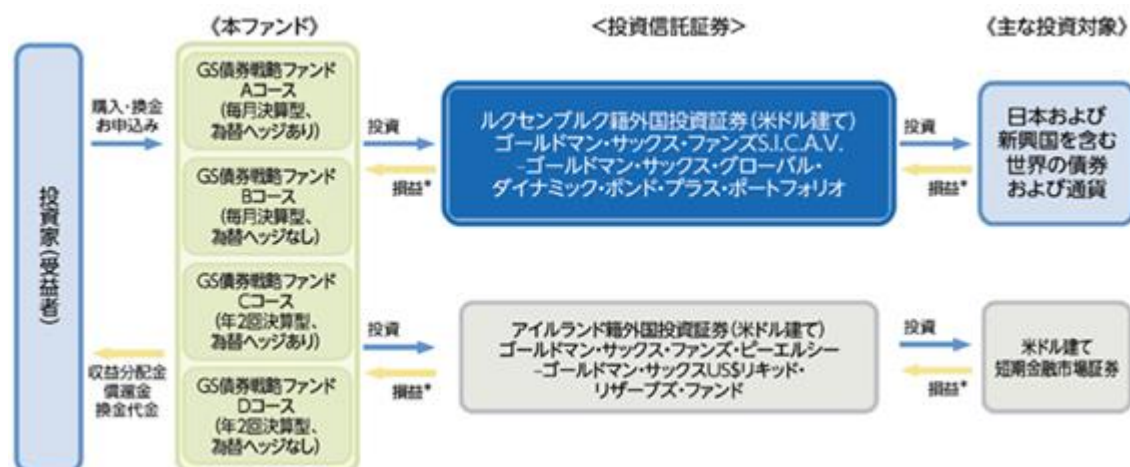 《本ファンド》
<投資信託証券>
《主な投資対象》
投資家(受益者)
購入・換金
お申込み
収益分配金
償還金
換金代金
GS債券戦略ファンド
Aコース
(毎月決算型、
為替ヘッジあり)
GS債券戦略ファンド
Bコース
(毎月決算型、
為替ヘッジなし)
GS債券戦略ファンド
Cコース
(年2回決算型、
為替ヘッジあり)
GS債券戦略ファンド
Dコース
(年2回決算型、
為替ヘッジなし)
投資
損益*
ルクセンブルク籍外国投資証券(米ドル建て)
ゴールドマン・サックス・ファンズS.I.C.A.V.
-ゴールドマン・サックス・グローバル・
ダイナミック・ボンド・プラス・ポートフォリオ
投資
損益*
日本および
新興国を含む
世界の債券
および通貨
投資
損益*
アイルランド籍外国投資証券(米ドル建て)
ゴールドマン・サックス・ファンズ・ピーエルシー
-ゴールドマン・サックスUS$リキッド・
リザーブズ・ファンド
投資
損益*
米ドル建て
短期金融市場証券